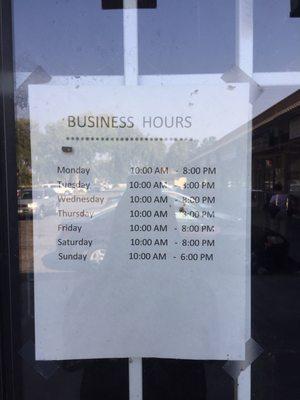 BUSINESS HOURS
Monday 10:00 AM - 8:00 PM
Tuesday 10:00 AM - 8:00 PM
Wednesday 10:00 AM - 8:00 PM
Thursday 10:00 AM - 8:00 PM
Friday 10:00 AM - 8:00 PM
Saturday 10:00 AM - 8:00 PM
Sunday 10:00 AM - 6:00 PM